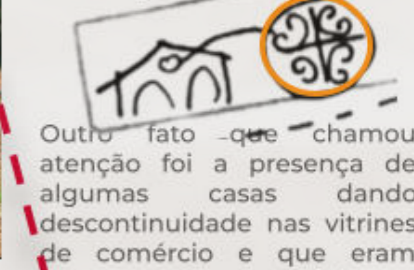 Outro fato que chamou
atenção foi a presença de
algumas casas dando
descontinuidade nas vitrines
de comércio e que eram